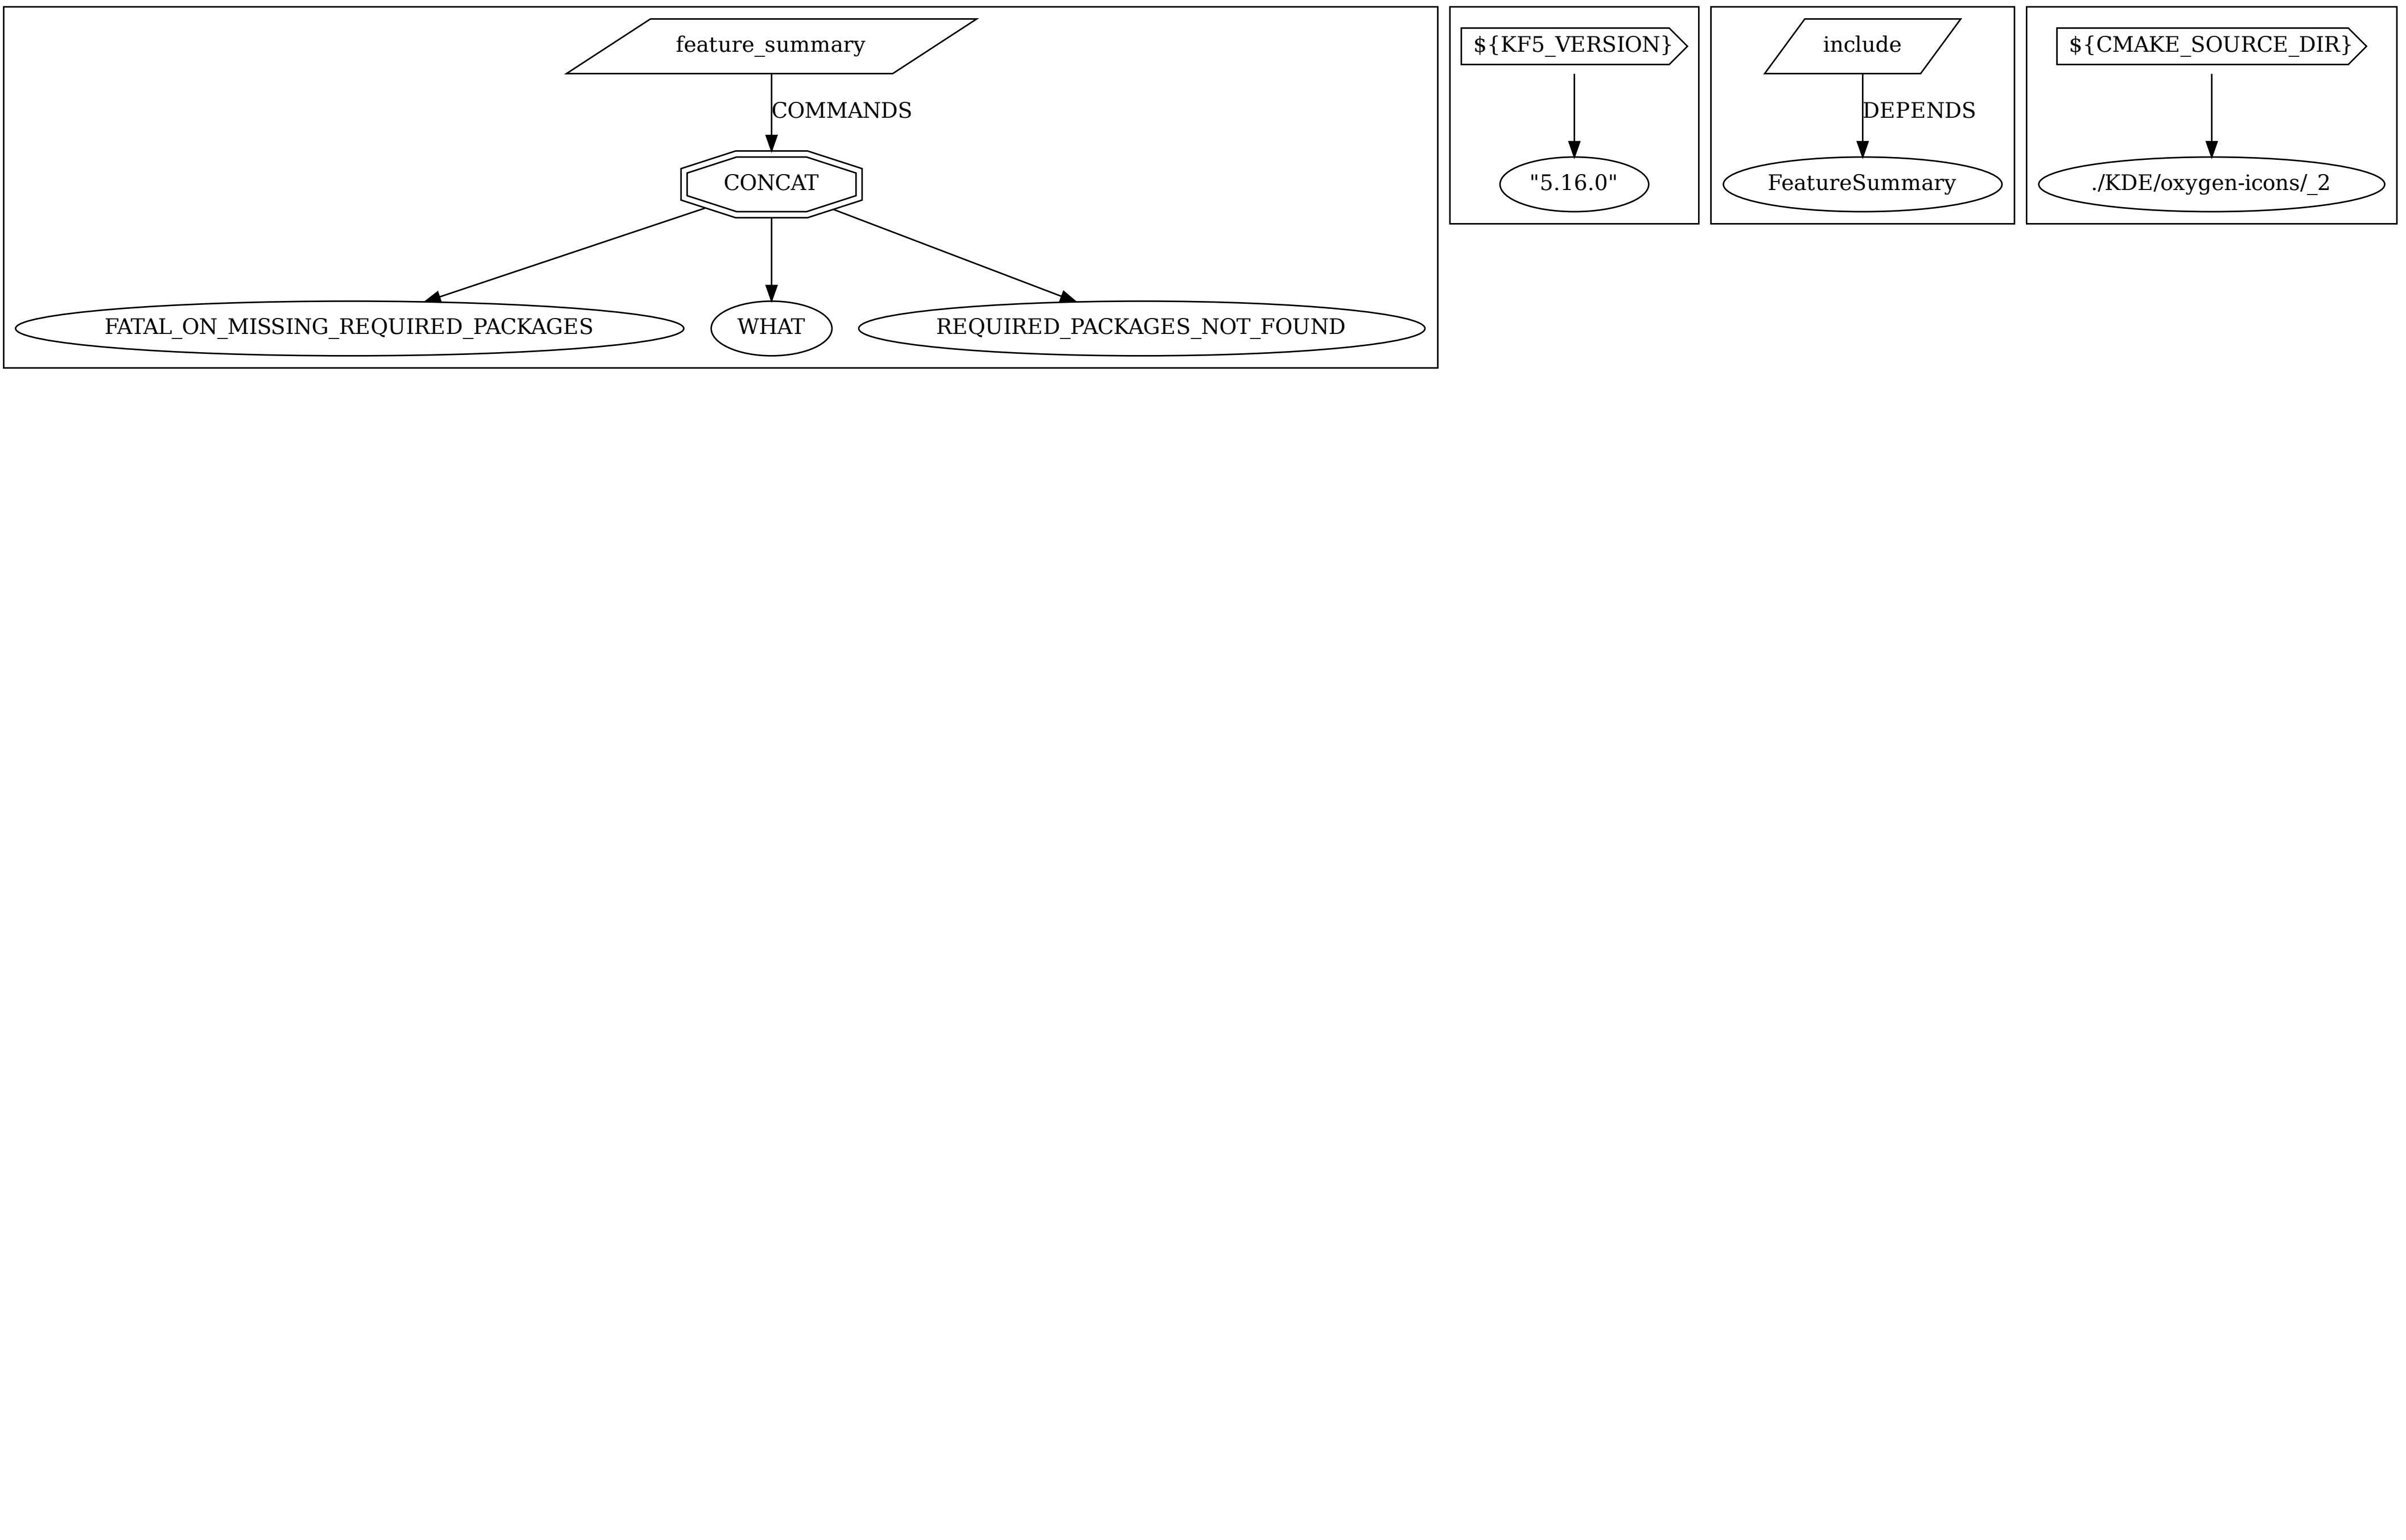 feature_summary
COMMANDS
CONCAT
FATAL_ON_MISSING_REQUIRED_PACKAGES
WHAT
REQUIRED_PACKAGES_NOT_FOUND
${KF5_VERSION}
"5.16.0"
include
DEPENDS
FeatureSummary
${CMAKE_SOURCE_DIR}
./KDE/oxygen-icons/_2